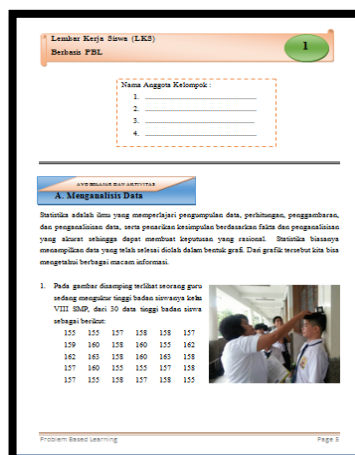 Lembar Kerja Siswa (LKS)
Berbasis PBL
1
Nama Anggota Kelompok :
1.
2.
3.
4.
AYO BELAJAR DAN AKTIVITAS
A. Menganalisis Data
Statistika adalah ilmu yang mempelajari pengumpulan data, perhitungan, penggambaran,
dan penganalisisan data, serta penarikan kesimpulan berdasarkan fakta dan penganalisisan
yang akurat sehingga dapat membuat keputusan yang rasional. Statistika biasanya
menampilkan data yang telah selesai diolah dalam bentuk grafi. Dari grafik tersebut kita bisa
mengetahui berbagai macam informasi.
1. Pada gambar disamping terlihat seorang guru
sedang mengukur tinggi badan siswanya kelas
VIII SMP, dari 30 data tinggi badan siswa
sebagai berikut:
155 155 157 158 158 157
159 160 158 160 155 162
162 163 158 160 163 158
157 160 155 155 157 158
157 155 158 157 158 155
Problem Based Learning Page 8